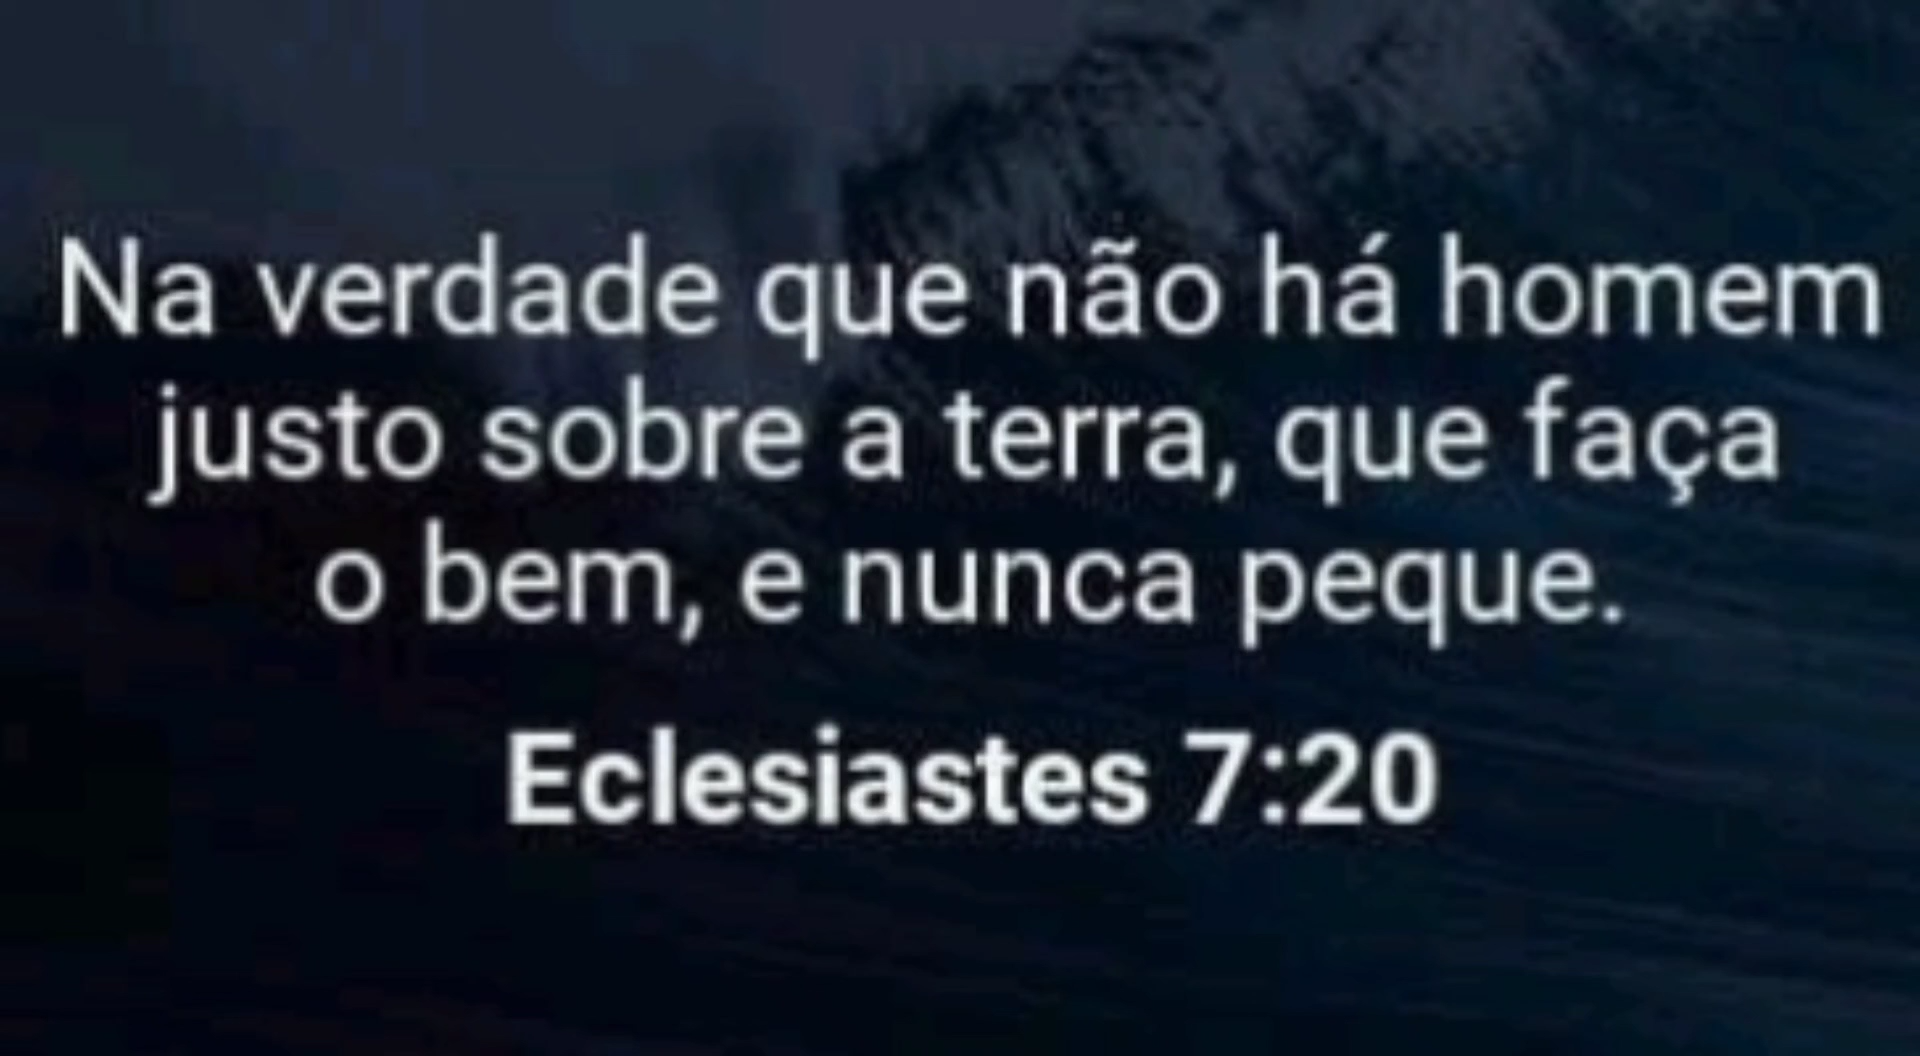 Na verdade que não há homem
justo sobre a terra, que faça
o bem, e nunca peque.
Eclesiastes 7:20